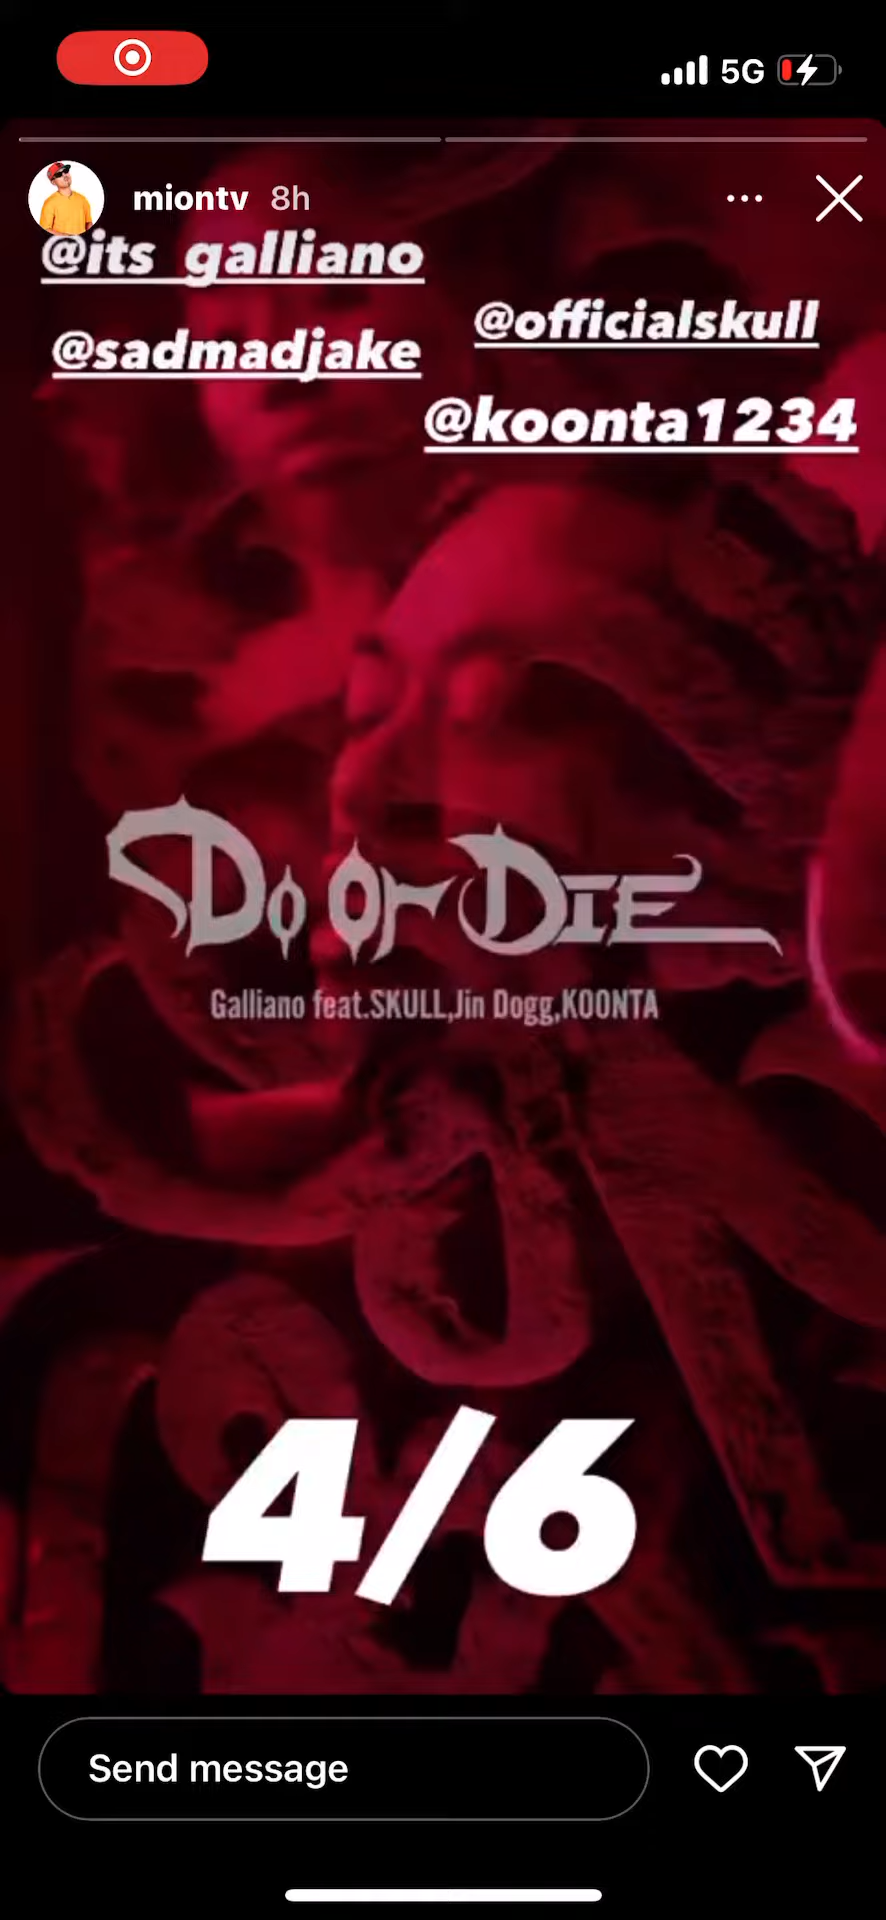 5G
miontv 8h
@its_galliano
@officialskull
@sadmadjake
@koonta1234
Do or DIE
Galliano feat.SKULL,Jin Dogg,KOONTA
4/6
Send message